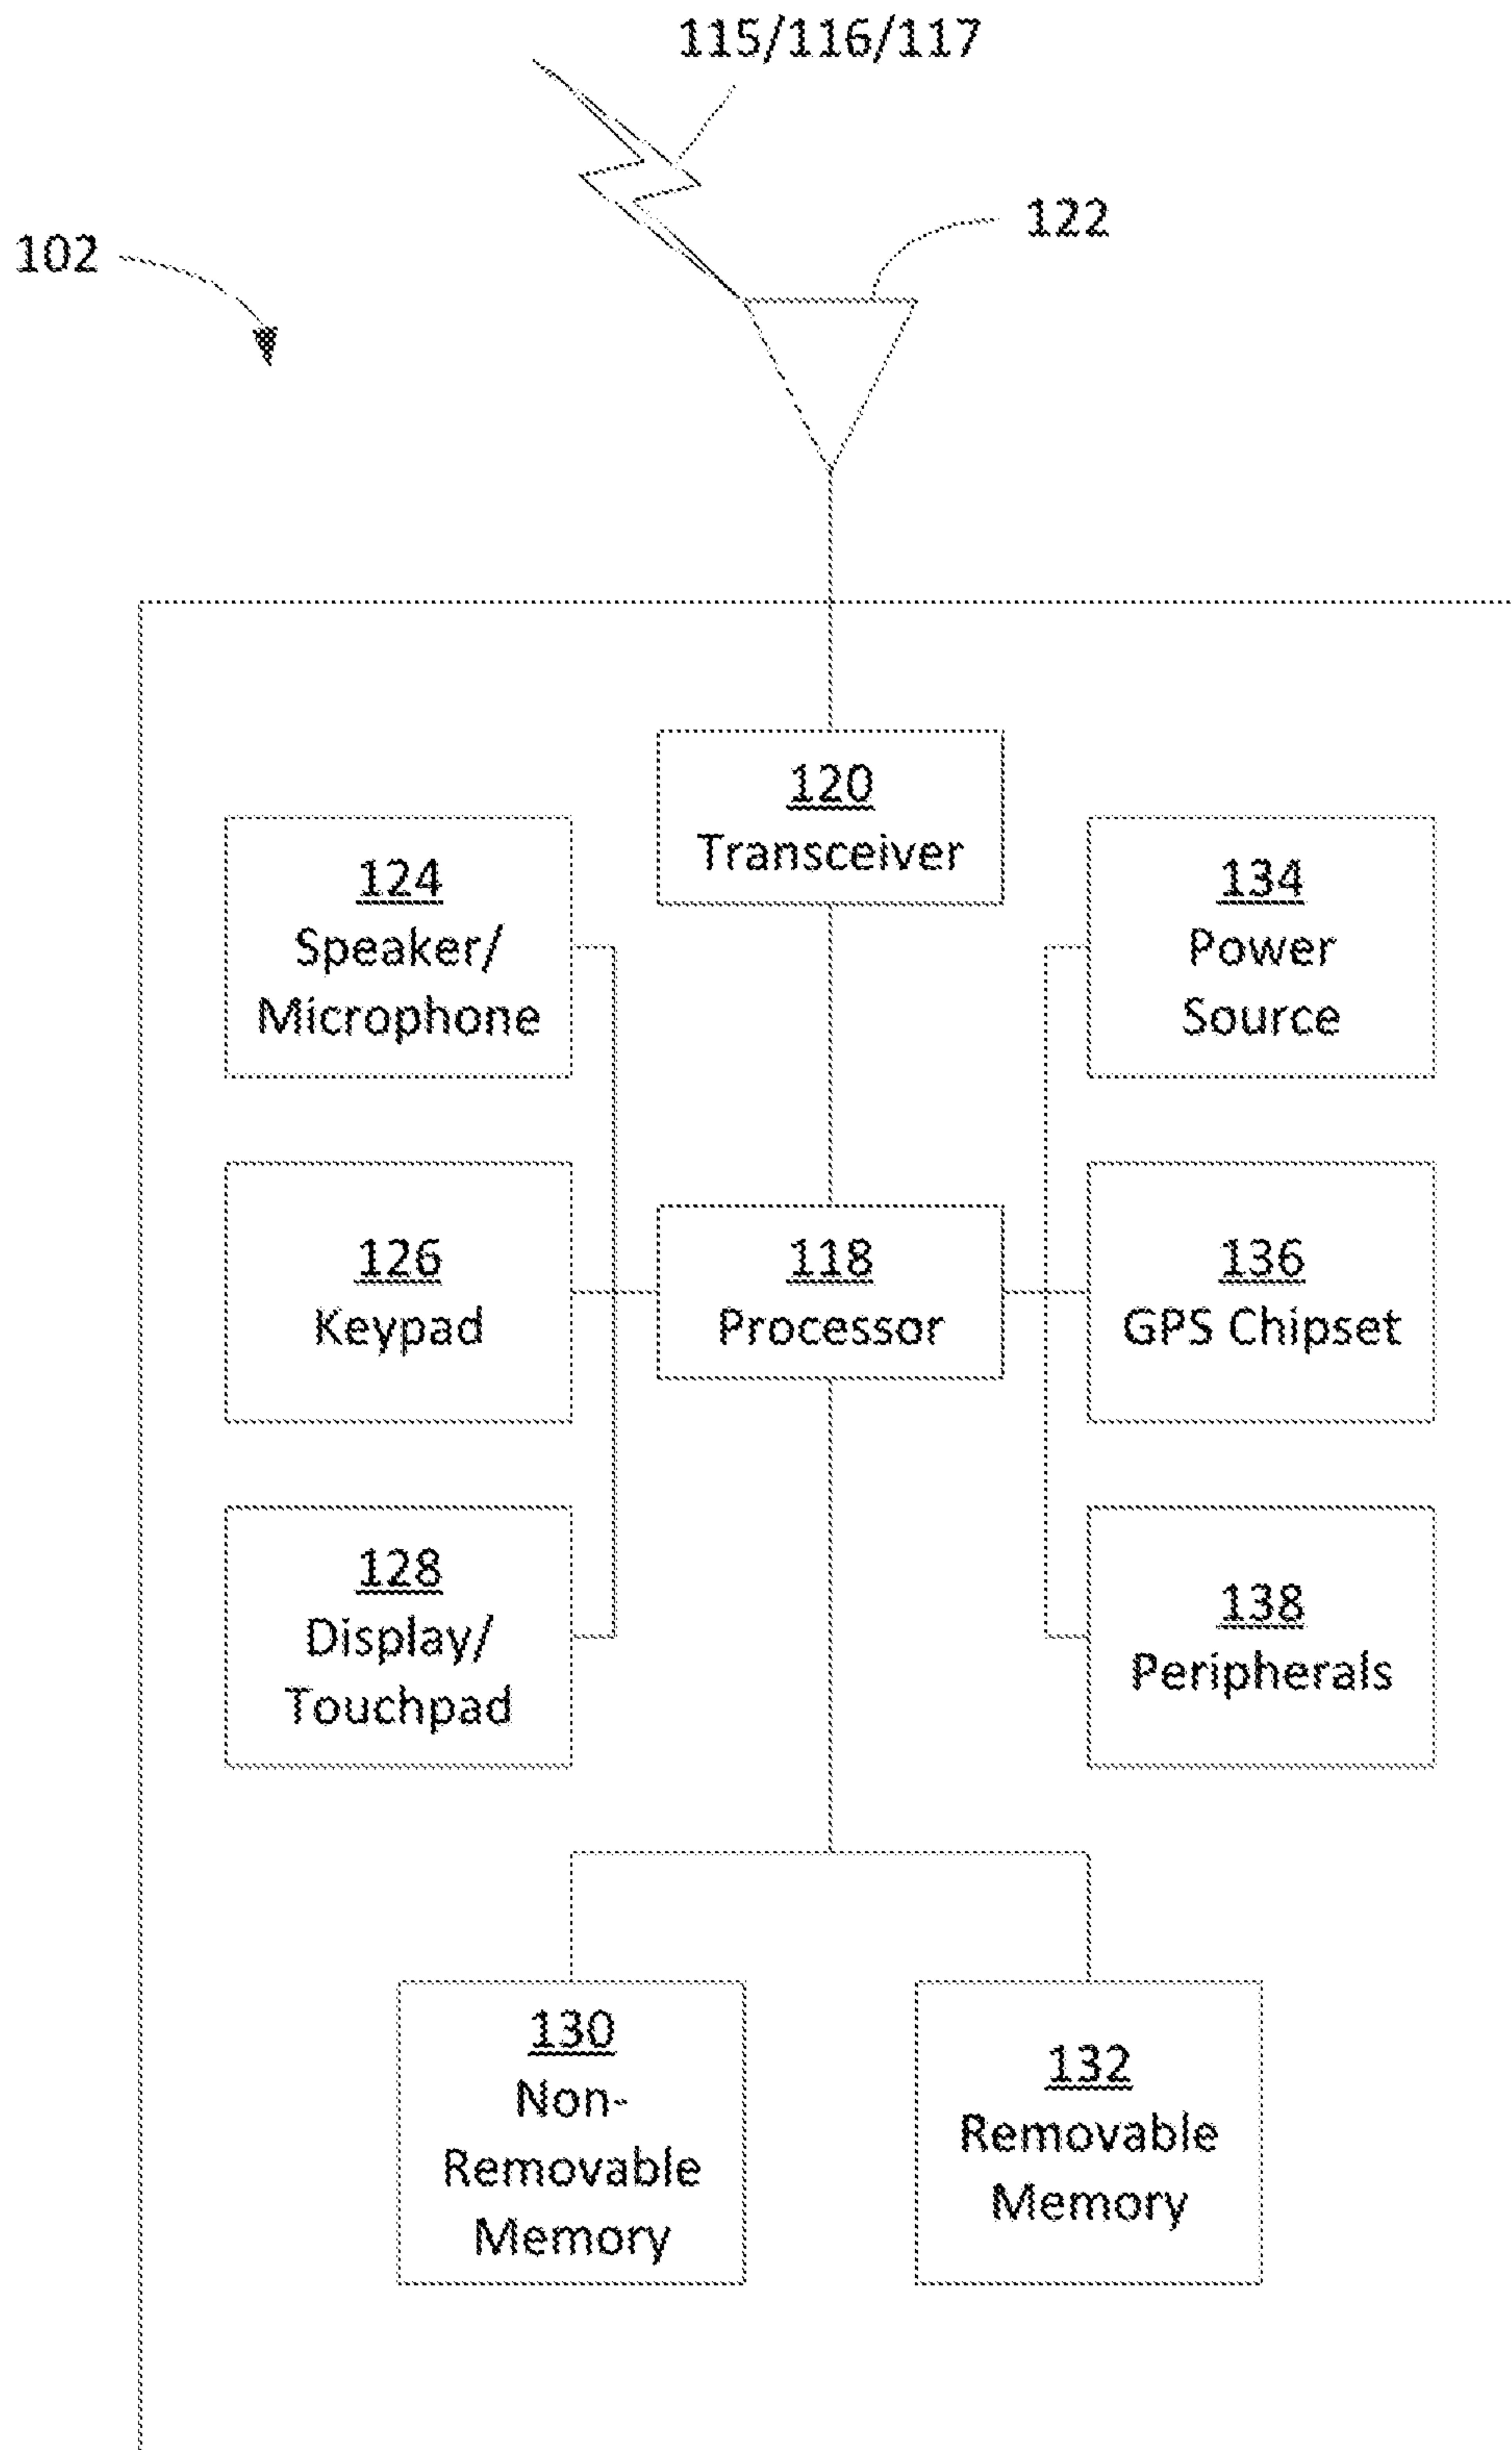 115/116/117
122
102
120
Transceiver
124
Speaker/
Microphone
134
Power
Source
126
Keypad
118
Processor
136
GPS Chipset
128
Display/
Touchpad
138
Peripherals
130
Non-
Removable
Memory
132
Removable
Memory